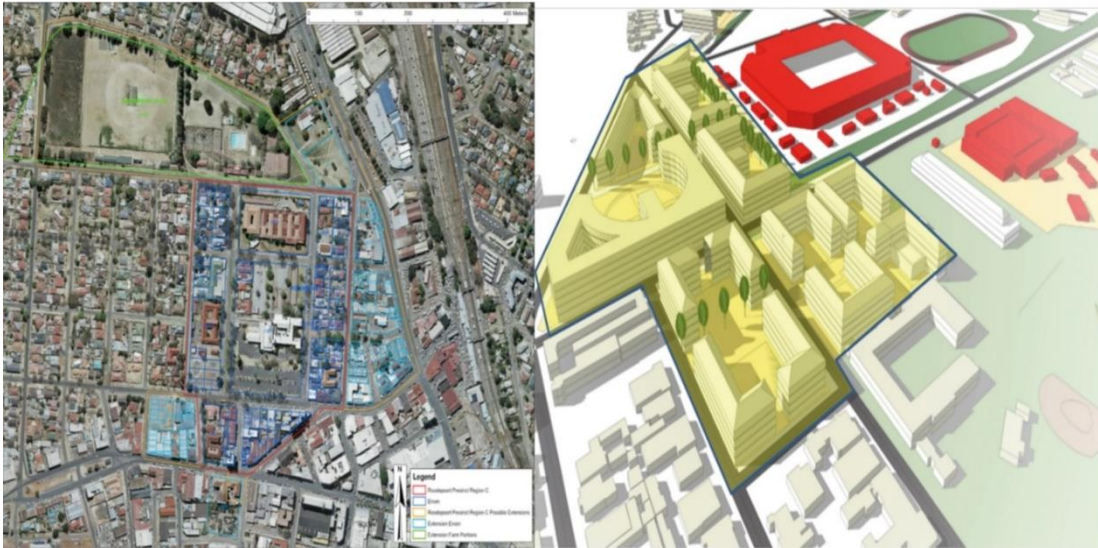 0
100
200
400 Meters
N
Legend
Roodepoort Precinct Region C
Erven
Roodepoort Precinct Region C Possible Extensions
Extension Erven
Extension Farm Portions